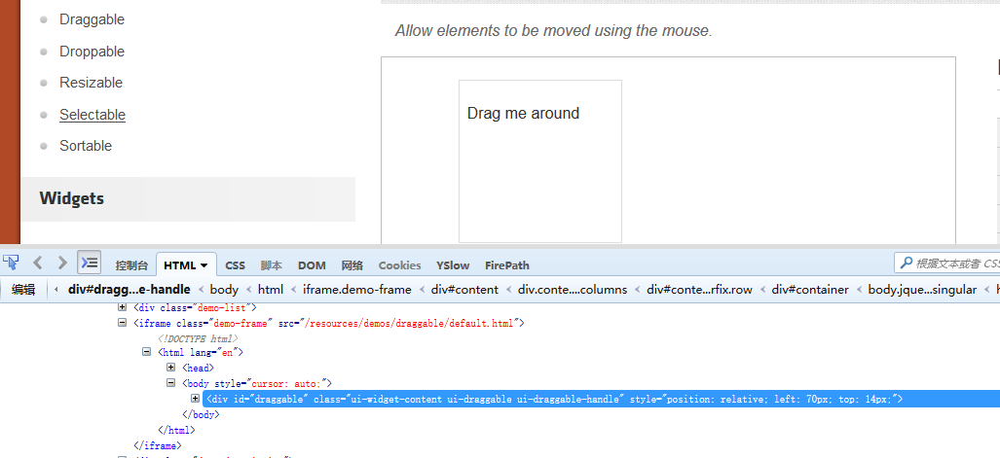 Draggable
Droppable
Resizable
Selectable
Sortable
Widgets
Allow elements to be moved using the mouse.
Drag me around
控制台 HTML CSS 脚本 DOM 网络 Cookies YSlow FirePath
根据文本或者 CSS
编辑 div#dragg...e-handle < body < html < iframe.demo-frame < div#content < div.conte....columns < div#conte...rfix.row < div#container < body.jque...singular <
<div class="demo-list">
<iframe class="demo-frame" src="/resources/demos/draggable/default.html">
<!DOCTYPE html>
<html lang="en">
<head>
<body style="cursor: auto;">
<div id="draggable" class="ui-widget-content ui-draggable ui-draggable-handle" style="position: relative; left: 70px; top: 14px;">
</body>
</html>
</iframe>